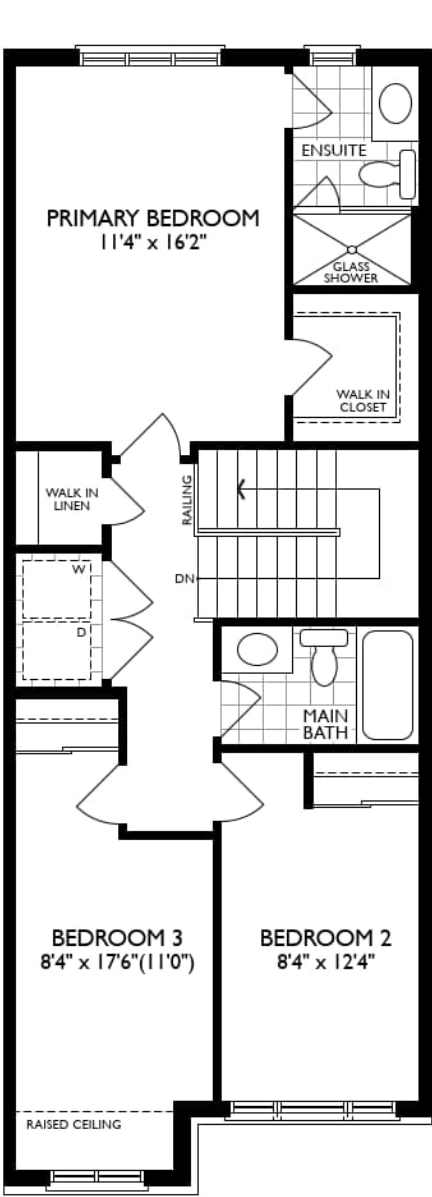 ENSUITE
PRIMARY BEDROOM
11'4" x 16'2"
GLASS
SHOWER
WALK IN
CLOSET
WALK IN
LINEN
RAILING
W
DN
D
MAIN
BATH
BEDROOM 3
8'4" x 17'6"(11'0")
BEDROOM 2
8'4" x 12'4"
RAISED CEILING